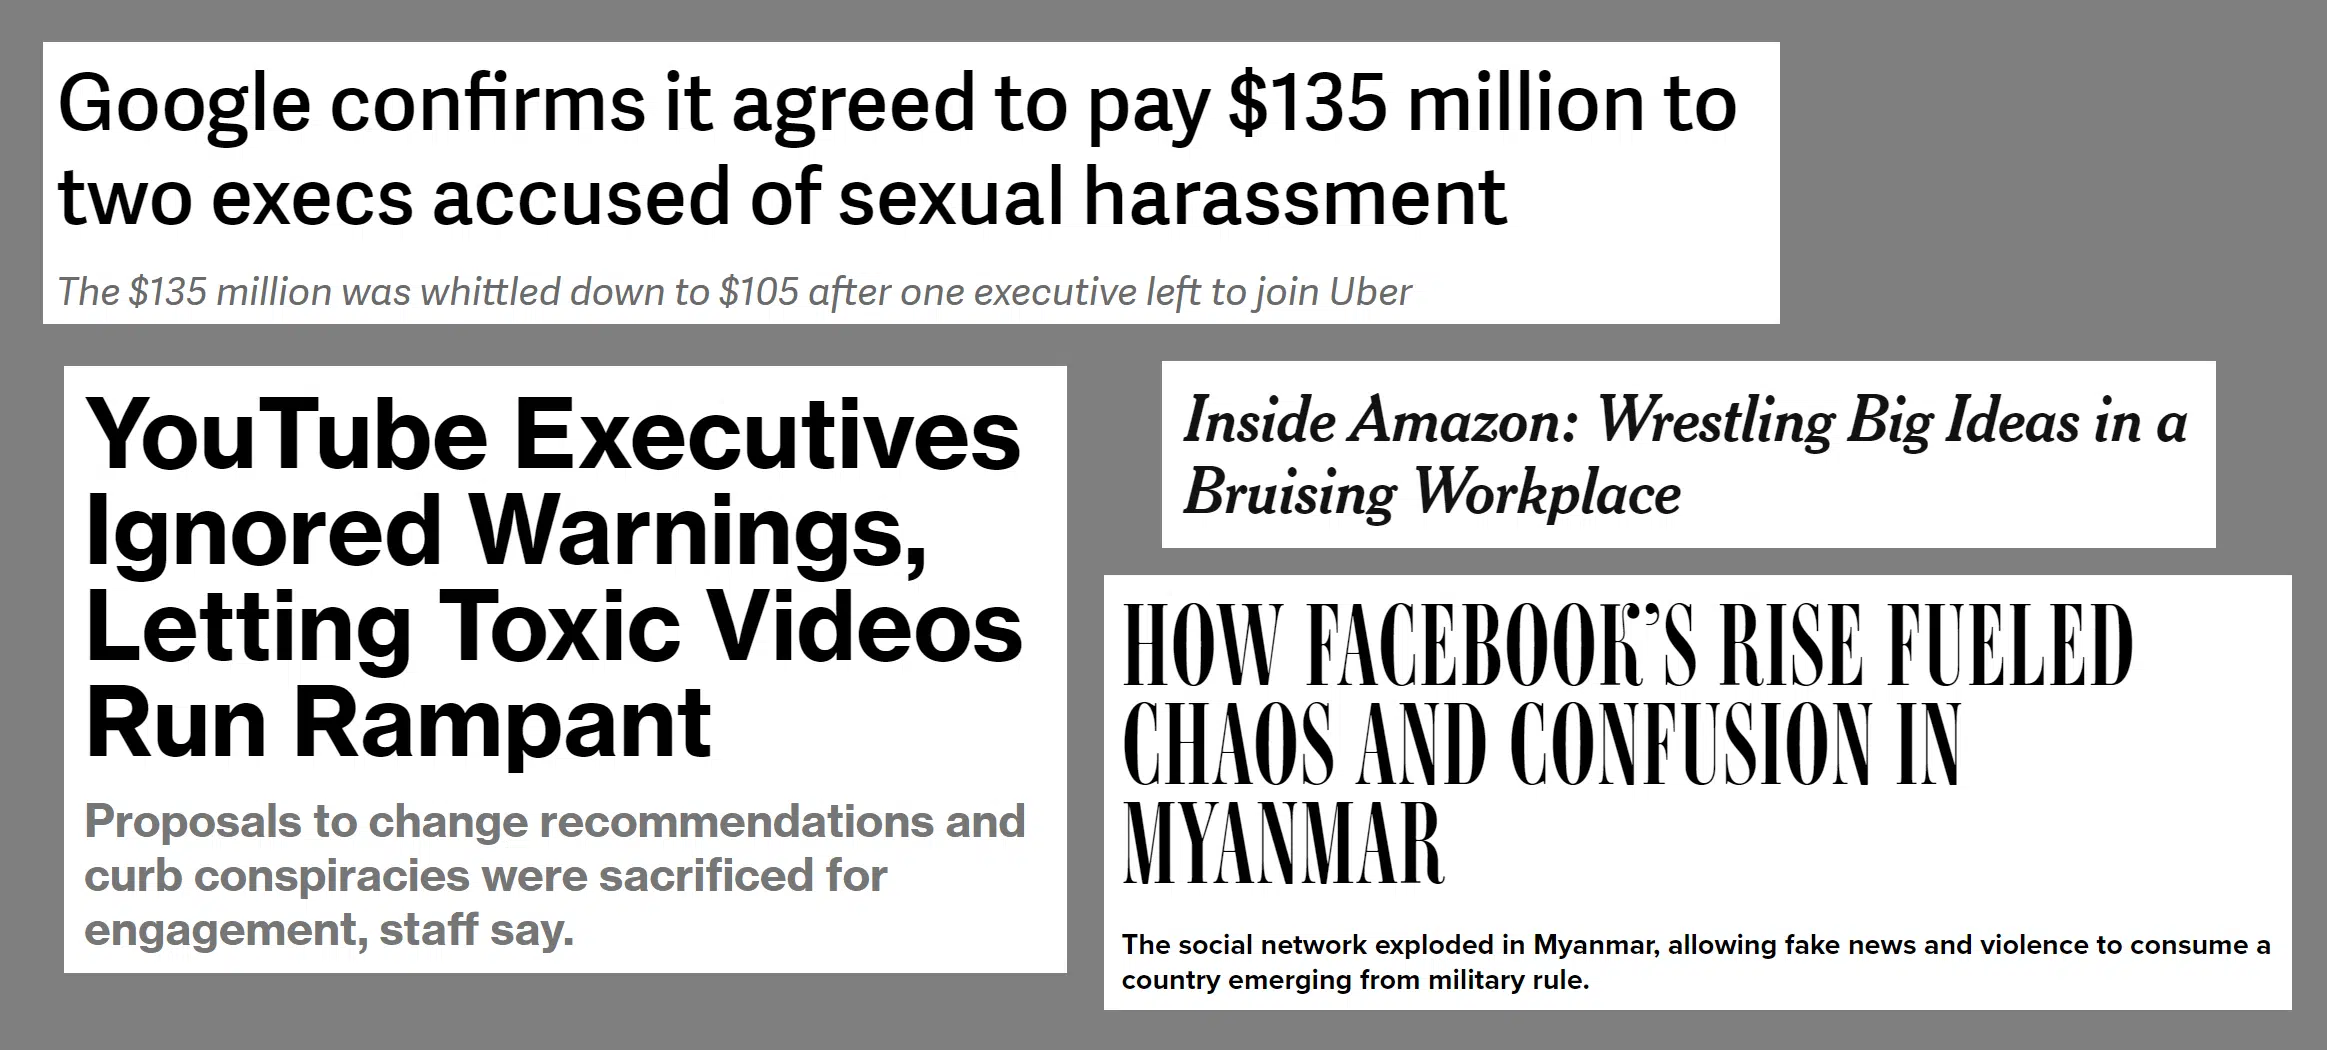 Google confirms it agreed to pay $135 million to
two execs accused of sexual harassment
The $135 million was whittled down to $105 after one executive left to join Uber
YouTube Executives
Ignored Warnings,
Letting Toxic Videos
Run Rampant
Proposals to change recommendations and
curb conspiracies were sacrificed for
engagement, staff say.
Inside Amazon: Wrestling Big Ideas in a
Bruising Workplace
HOW FACEBOOK’S RISE FUELED
CHAOS AND CONFUSION IN
MYANMAR
The social network exploded in Myanmar, allowing fake news and violence to consume a
country emerging from military rule.